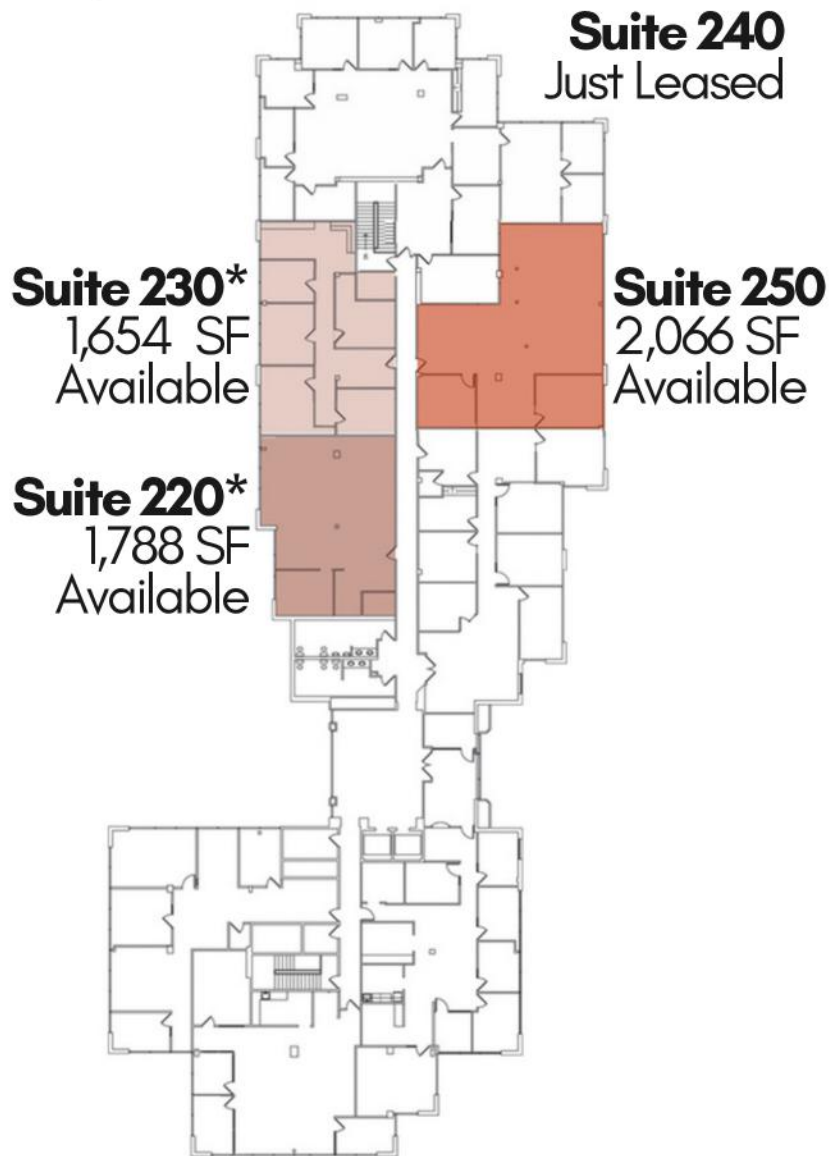 Suite 240
Just Leased
Suite 230*
1,654 SF
Available
Suite 250
2,066 SF
Available
Suite 220*
1,788 SF
Available